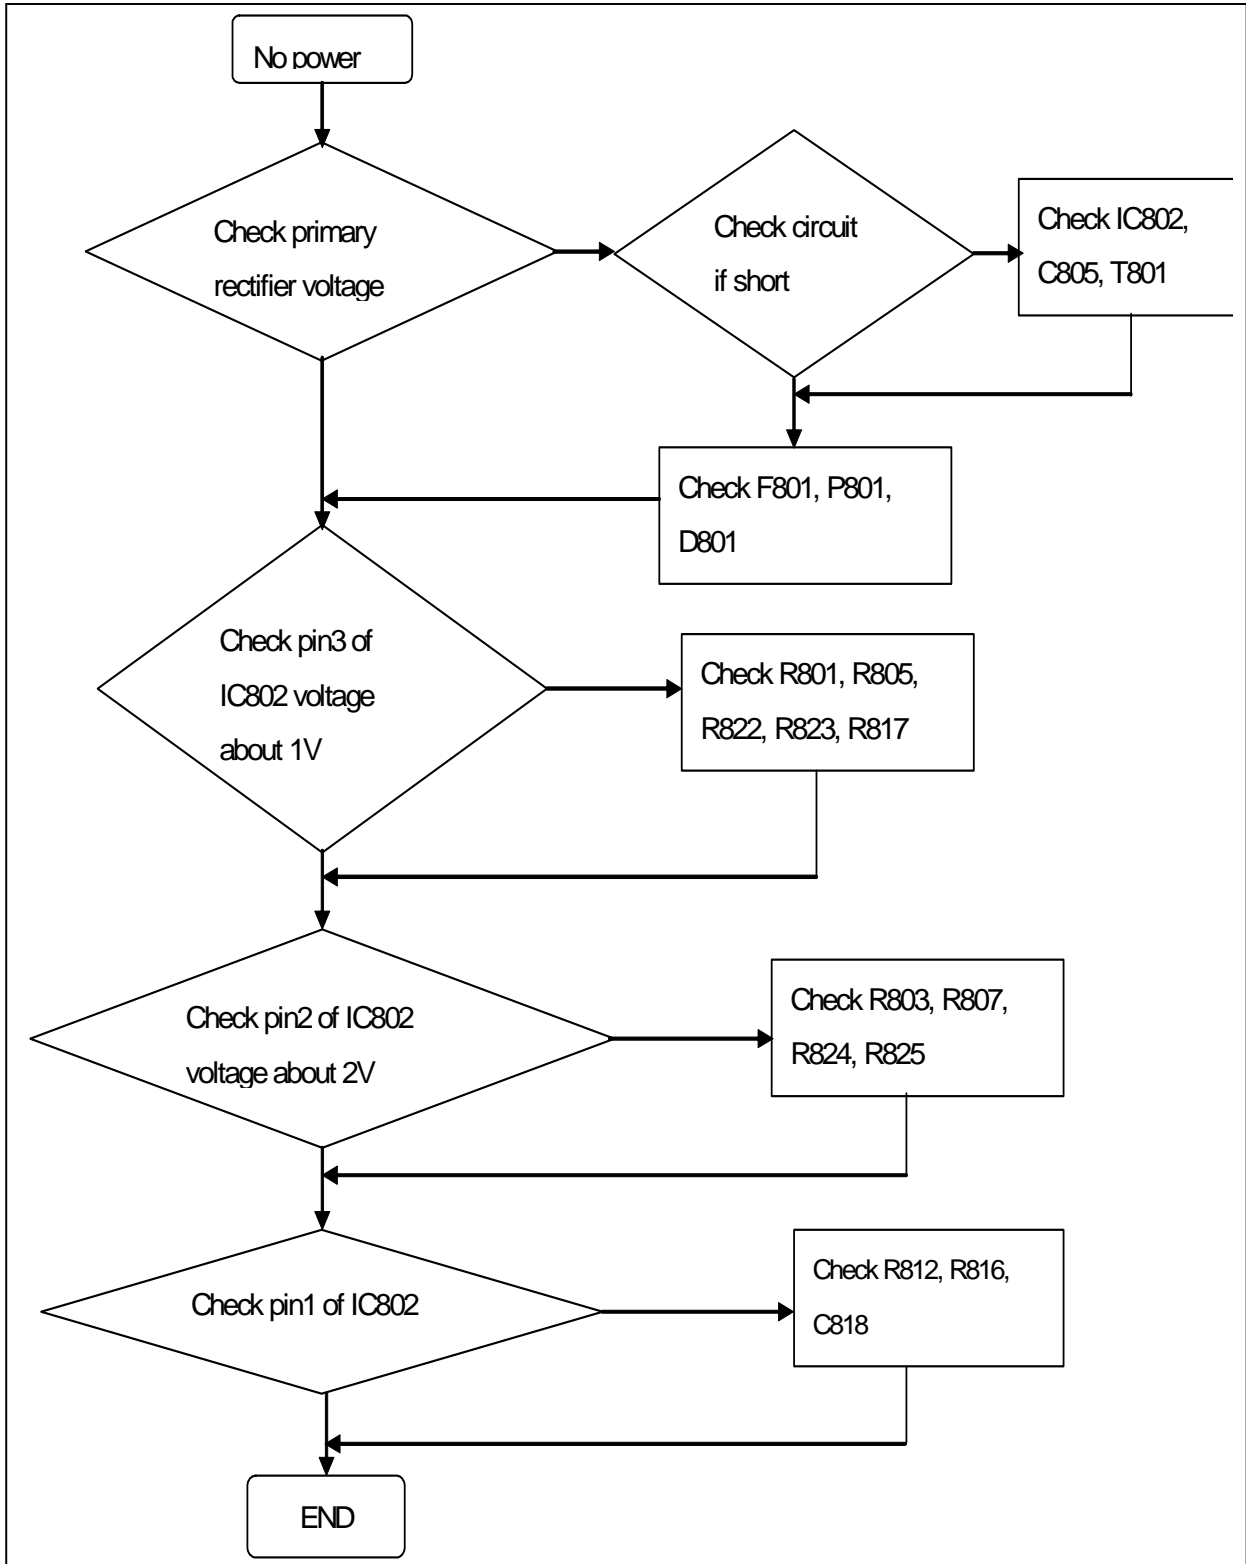 No power
Check primary
rectifier voltage
Check circuit
if short
Check IC802,
C805, T801
Check F801, P801,
D801
Check pin3 of
IC802 voltage
about 1V
Check R801, R805,
R822, R823, R817
Check pin2 of IC802
voltage about 2V
Check R803, R807,
R824, R825
Check pin1 of IC802
Check R812, R816,
C818
END